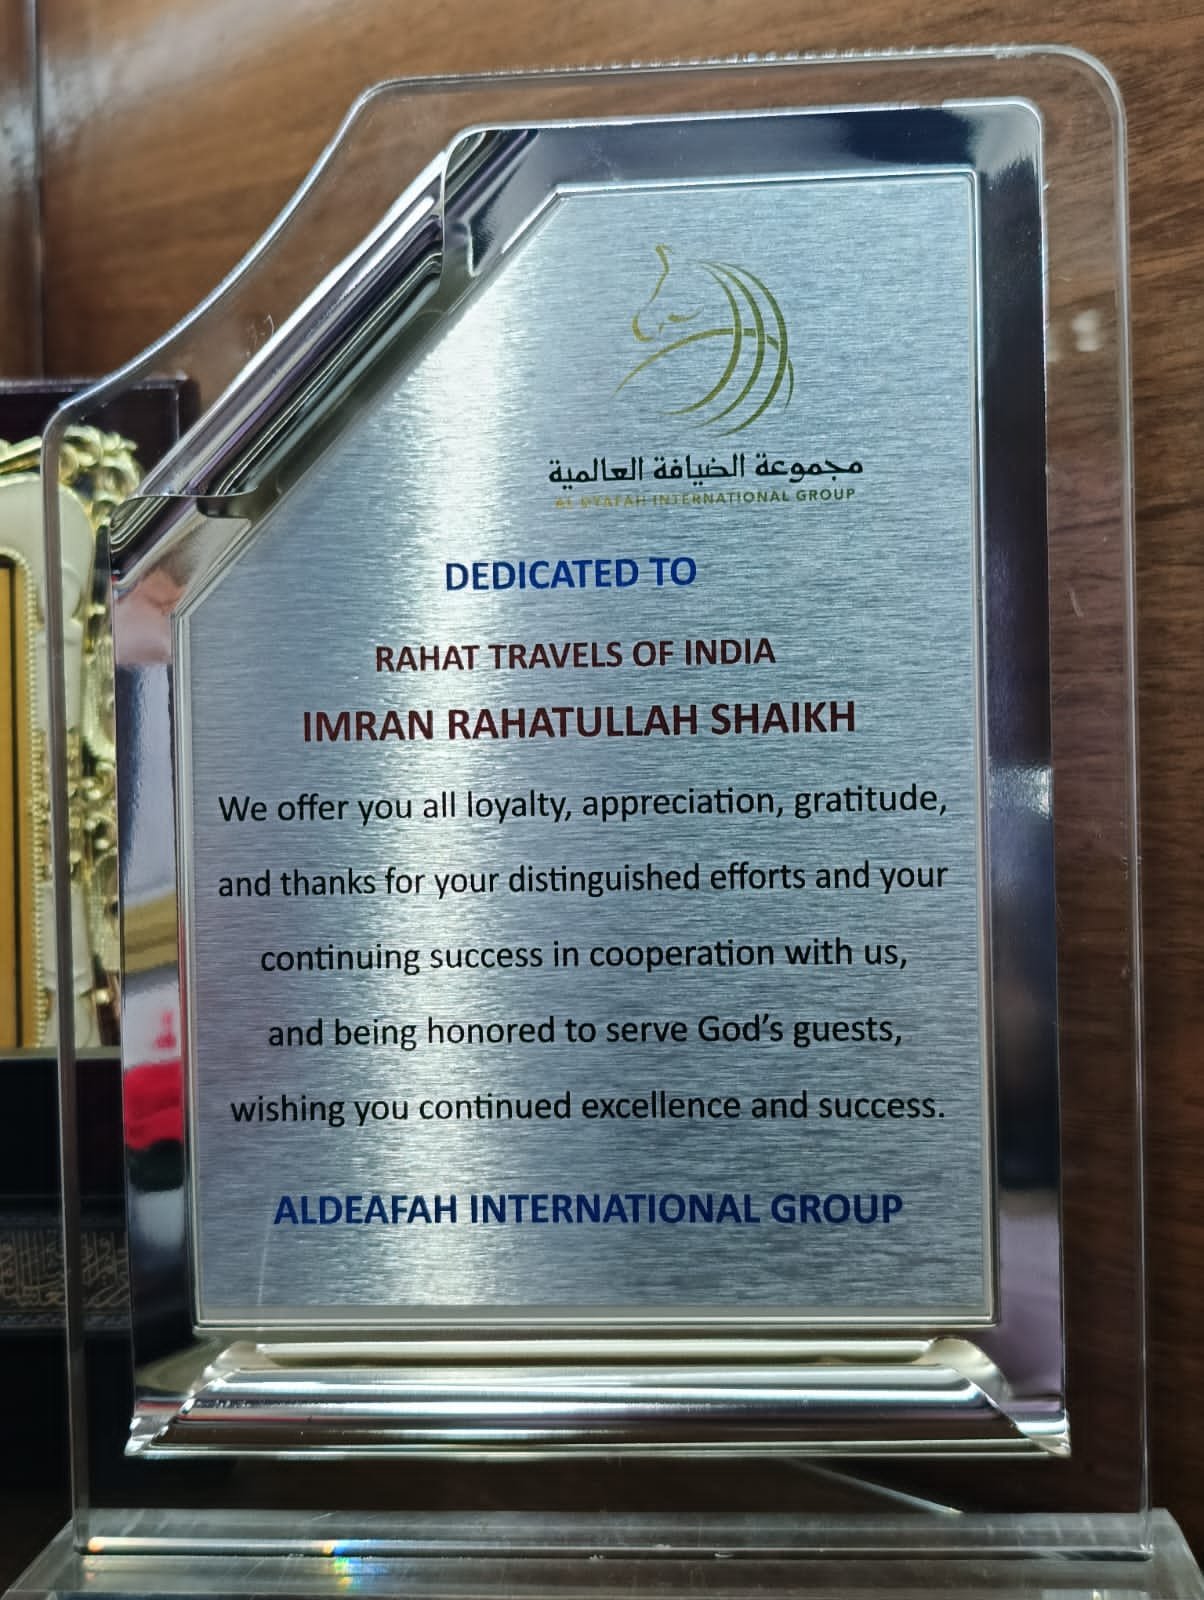 مجموعة الضيافة العالمية
AL DYAFAH INTERNATIONAL GROUP
DEDICATED TO
RAHAT TRAVELS OF INDIA
IMRAN RAHATULLAH SHAIKH
We offer you all loyalty, appreciation, gratitude,
and thanks for your distinguished efforts and your
continuing success in cooperation with us,
and being honored to serve God's guests,
wishing you continued excellence and success.
ALDEAFAH INTERNATIONAL GROUP